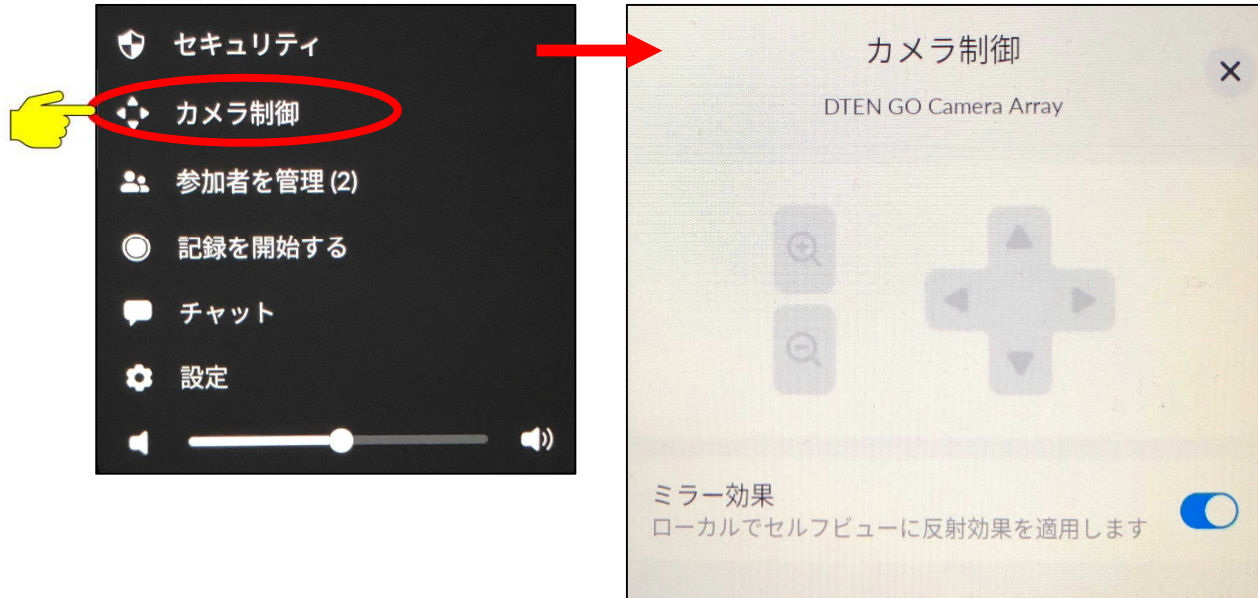 セキュリティ
カメラ制御
参加者を管理 (2)
記録を開始する
チャット
設定
カメラ制御
DTEN GO Camera Array
ミラー効果
ローカルでセルフビューに反射効果を適用します